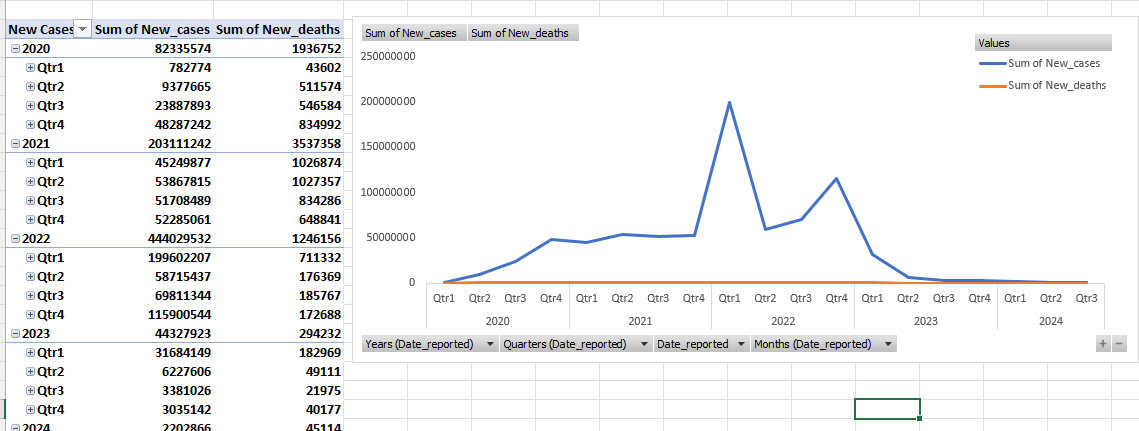 New Cases Sum of New_cases Sum of New_deaths
2020 82335574 1936752
Qtr1 782774 43602
Qtr2 9377665 511574
Qtr3 23887893 546584
Qtr4 48287242 834992
2021 203111242 3537358
Qtr1 45249877 1026874
Qtr2 53867815 1027357
Qtr3 51708489 834286
Qtr4 52285061 648841
2022 444029532 1246156
Qtr1 199602207 711332
Qtr2 58715437 176369
Qtr3 69811344 185767
Qtr4 115900544 172688
2023 44327923 294232
Qtr1 31684149 182969
Qtr2 6227606 49111
Qtr3 3381026 21975
Qtr4 3035142 40177
2024 2202866 45114
Sum of New_cases Sum of New_deaths
Values
Sum of New_cases
Sum of New_deaths
250000000
200000000
150000000
100000000
50000000
0
Qtr1 Qtr2 Qtr3 Qtr4 Qtr1 Qtr2 Qtr3 Qtr4 Qtr1 Qtr2 Qtr3 Qtr4 Qtr1 Qtr2 Qtr3 Qtr4 Qtr1 Qtr2 Qtr3
2020 2021 2022 2023 2024
Years (Date_reported) Quarters (Date_reported) Date_reported Months (Date_reported)